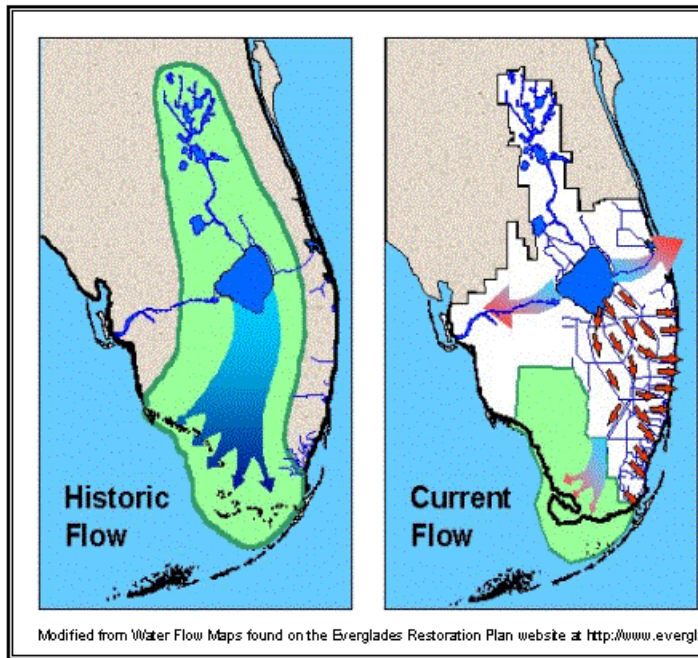 Historic
Flow
Current
Flow
Modified from Water Flow Maps found on the Everglades Restoration Plan website at http://www.evergl